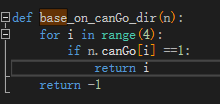 def base_on_canGo_dir(n):
    for i in range(4):
        if n.canGo[i] ==1:
            return i
    return -1